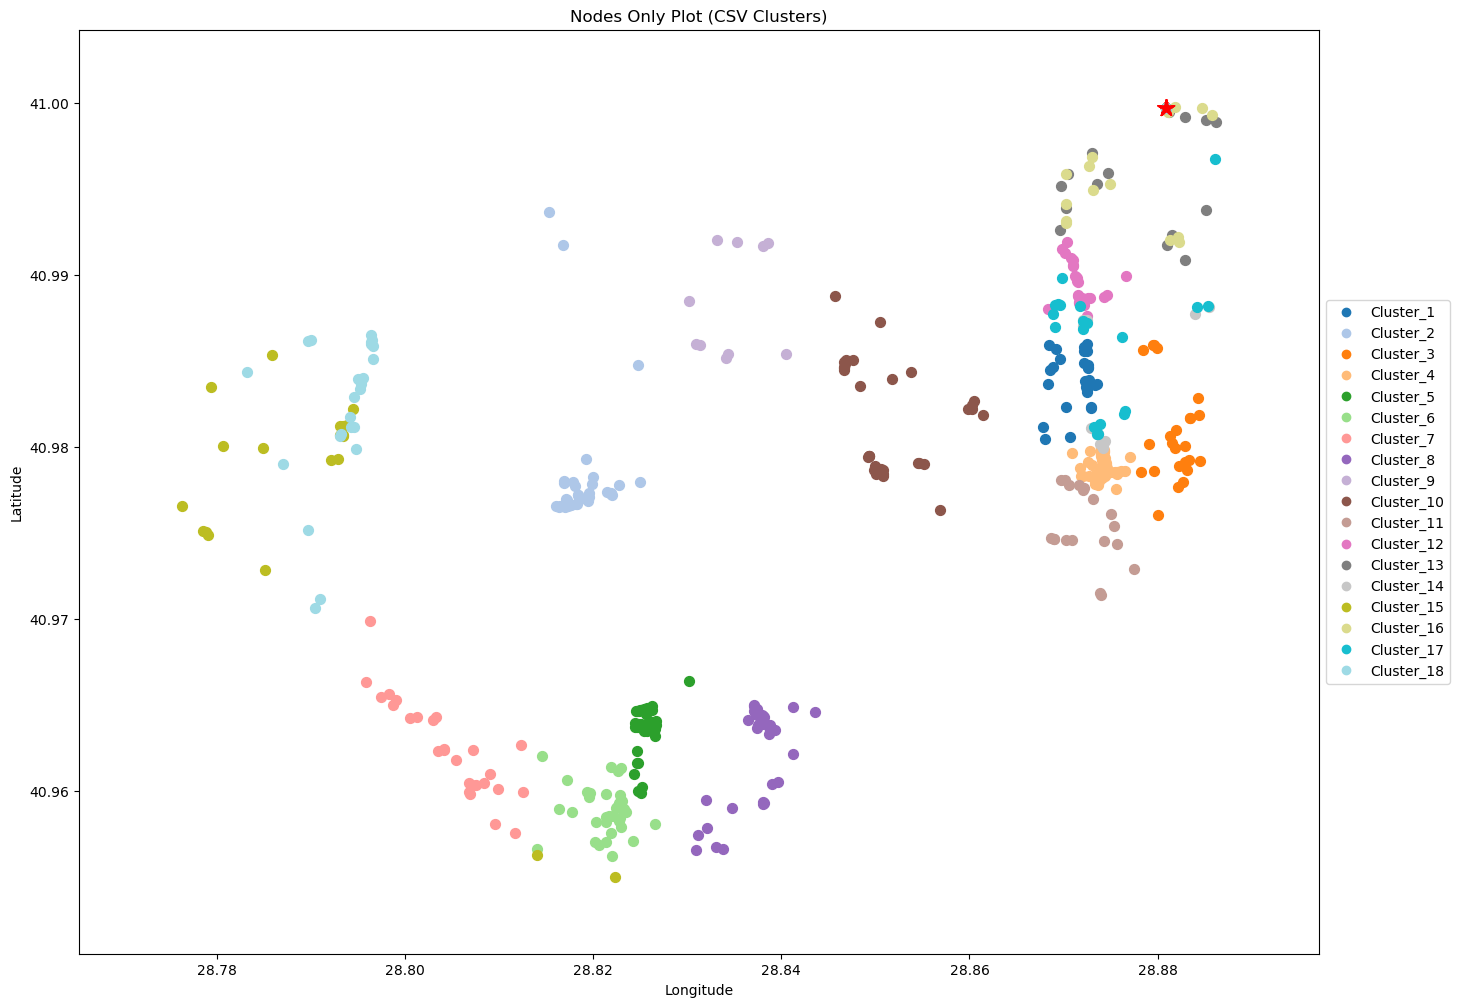 Nodes Only Plot (CSV Clusters)
41.00
40.99
40.98
40.97
40.96
Latitude
28.78
28.80
28.82
28.84
28.86
28.88
Longitude
Cluster_1
Cluster_2
Cluster_3
Cluster_4
Cluster_5
Cluster_6
Cluster_7
Cluster_8
Cluster_9
Cluster_10
Cluster_11
Cluster_12
Cluster_13
Cluster_14
Cluster_15
Cluster_16
Cluster_17
Cluster_18